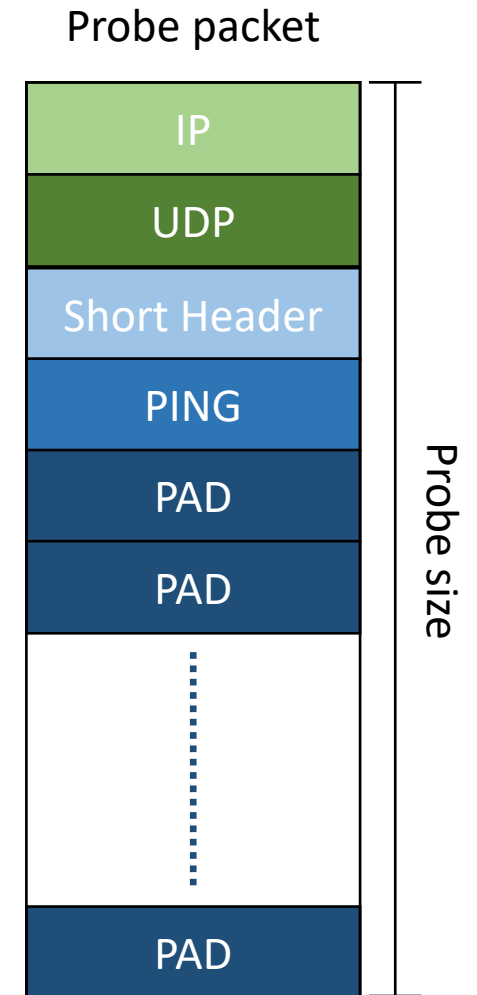 Probe packet
IP
UDP
Short Header
PING
PAD
PAD
PAD
Probe size